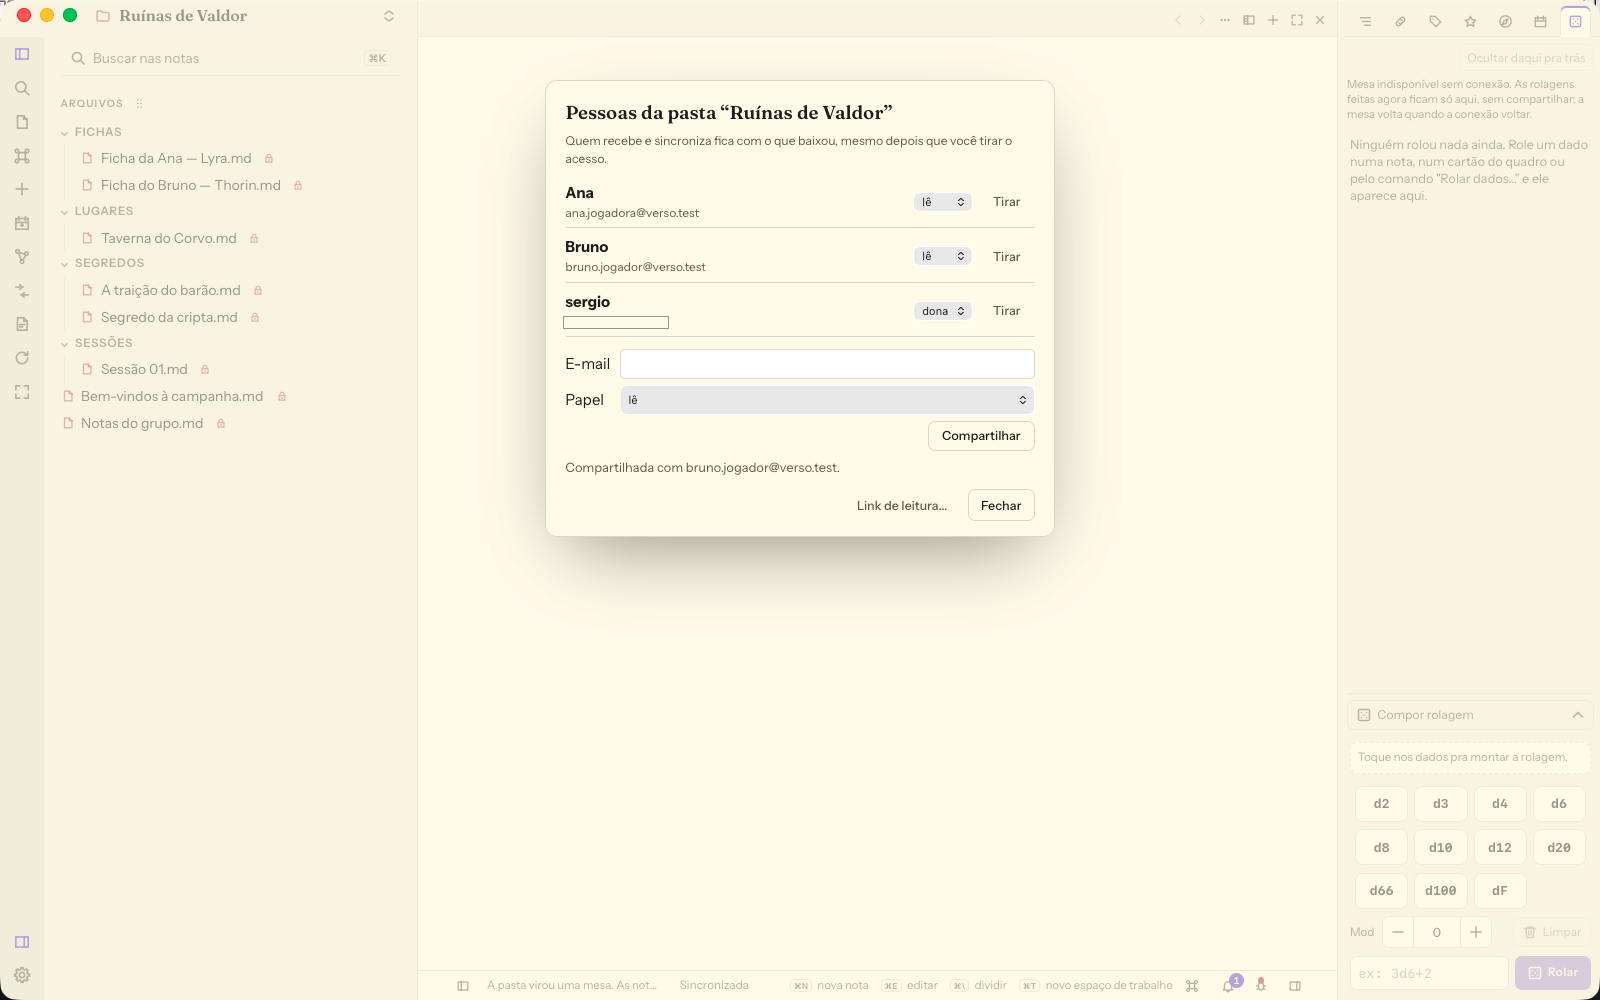 Ruínas de Valdor
Buscar nas notas
⌘K
ARQUIVOS
FICHAS
Ficha da Ana — Lyra.md
Ficha do Bruno — Thorin.md
LUGARES
Taverna do Corvo.md
SEGREDOS
A traição do barão.md
Segredo da cripta.md
SESSÕES
Sessão 01.md
Bem-vindos à campanha.md
Notas do grupo.md
Pessoas da pasta “Ruínas de Valdor”
Quem recebe e sincroniza fica com o que baixou, mesmo depois que você tirar o
acesso.
Ana
ana.jogadora@verso.test
lê
Tirar
Bruno
bruno.jogador@verso.test
lê
Tirar
sergio
dona
Tirar
E-mail
Papel
lê
Compartilhar
Compartilhada com bruno.jogador@verso.test.
Link de leitura...
Fechar
Ocultar daqui pra trás
Mesa indisponível sem conexão. As rolagens
feitas agora ficam só aqui, sem compartilhar; a
mesa volta quando a conexão voltar.
Ninguém rolou nada ainda. Role um dado
numa nota, num cartão do quadro ou
pelo comando "Rolar dados..." e ele
aparece aqui.
Compor rolagem
Toque nos dados pra montar a rolagem.
d2 d3 d4 d6
d8 d10 d12 d20
d66 d100 dF
Mod 0 Limpar
ex: 3d6+2 Rolar
A pasta virou uma mesa. As not...
Sincronizada
⌘N nova nota
⌘E editar
⌘\ dividir
⌘T novo espaço de trabalho
1